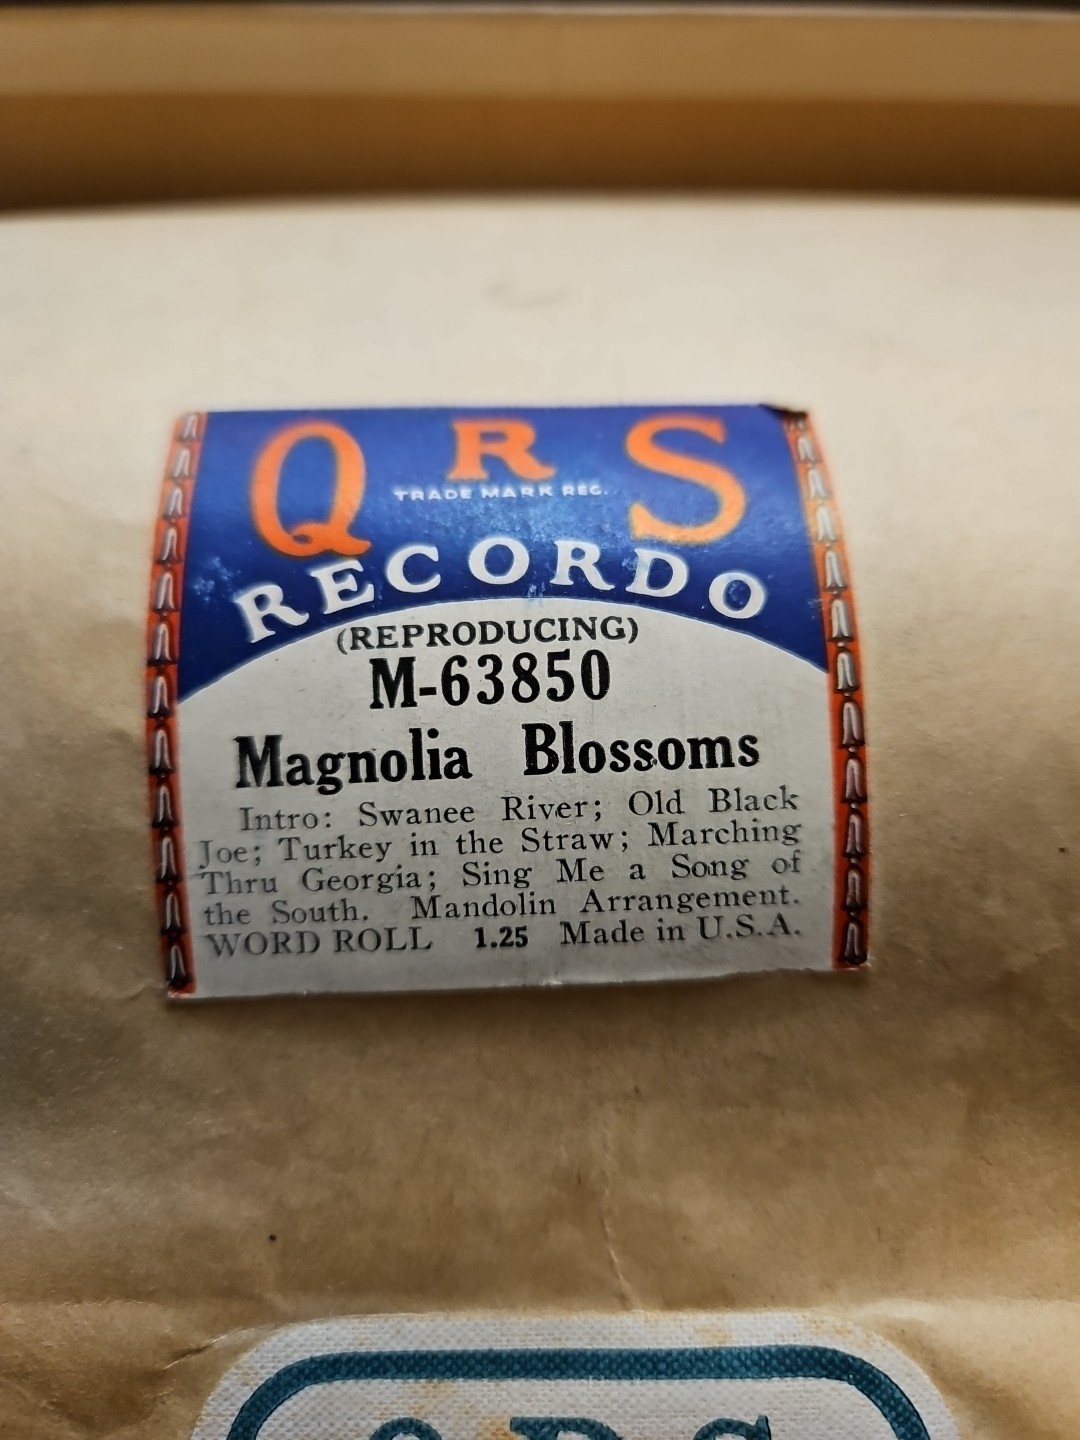 Q R S
TRADE MARK REG.
RECORDO
(REPRODUCING)
M-63850
Magnolia Blossoms
Intro: Swanee River; Old Black
Joe; Turkey in the Straw; Marching
Thru Georgia; Sing Me a Song of
the South. Mandolin Arrangement.
WORD ROLL 1.25 Made in U.S.A.
QRS